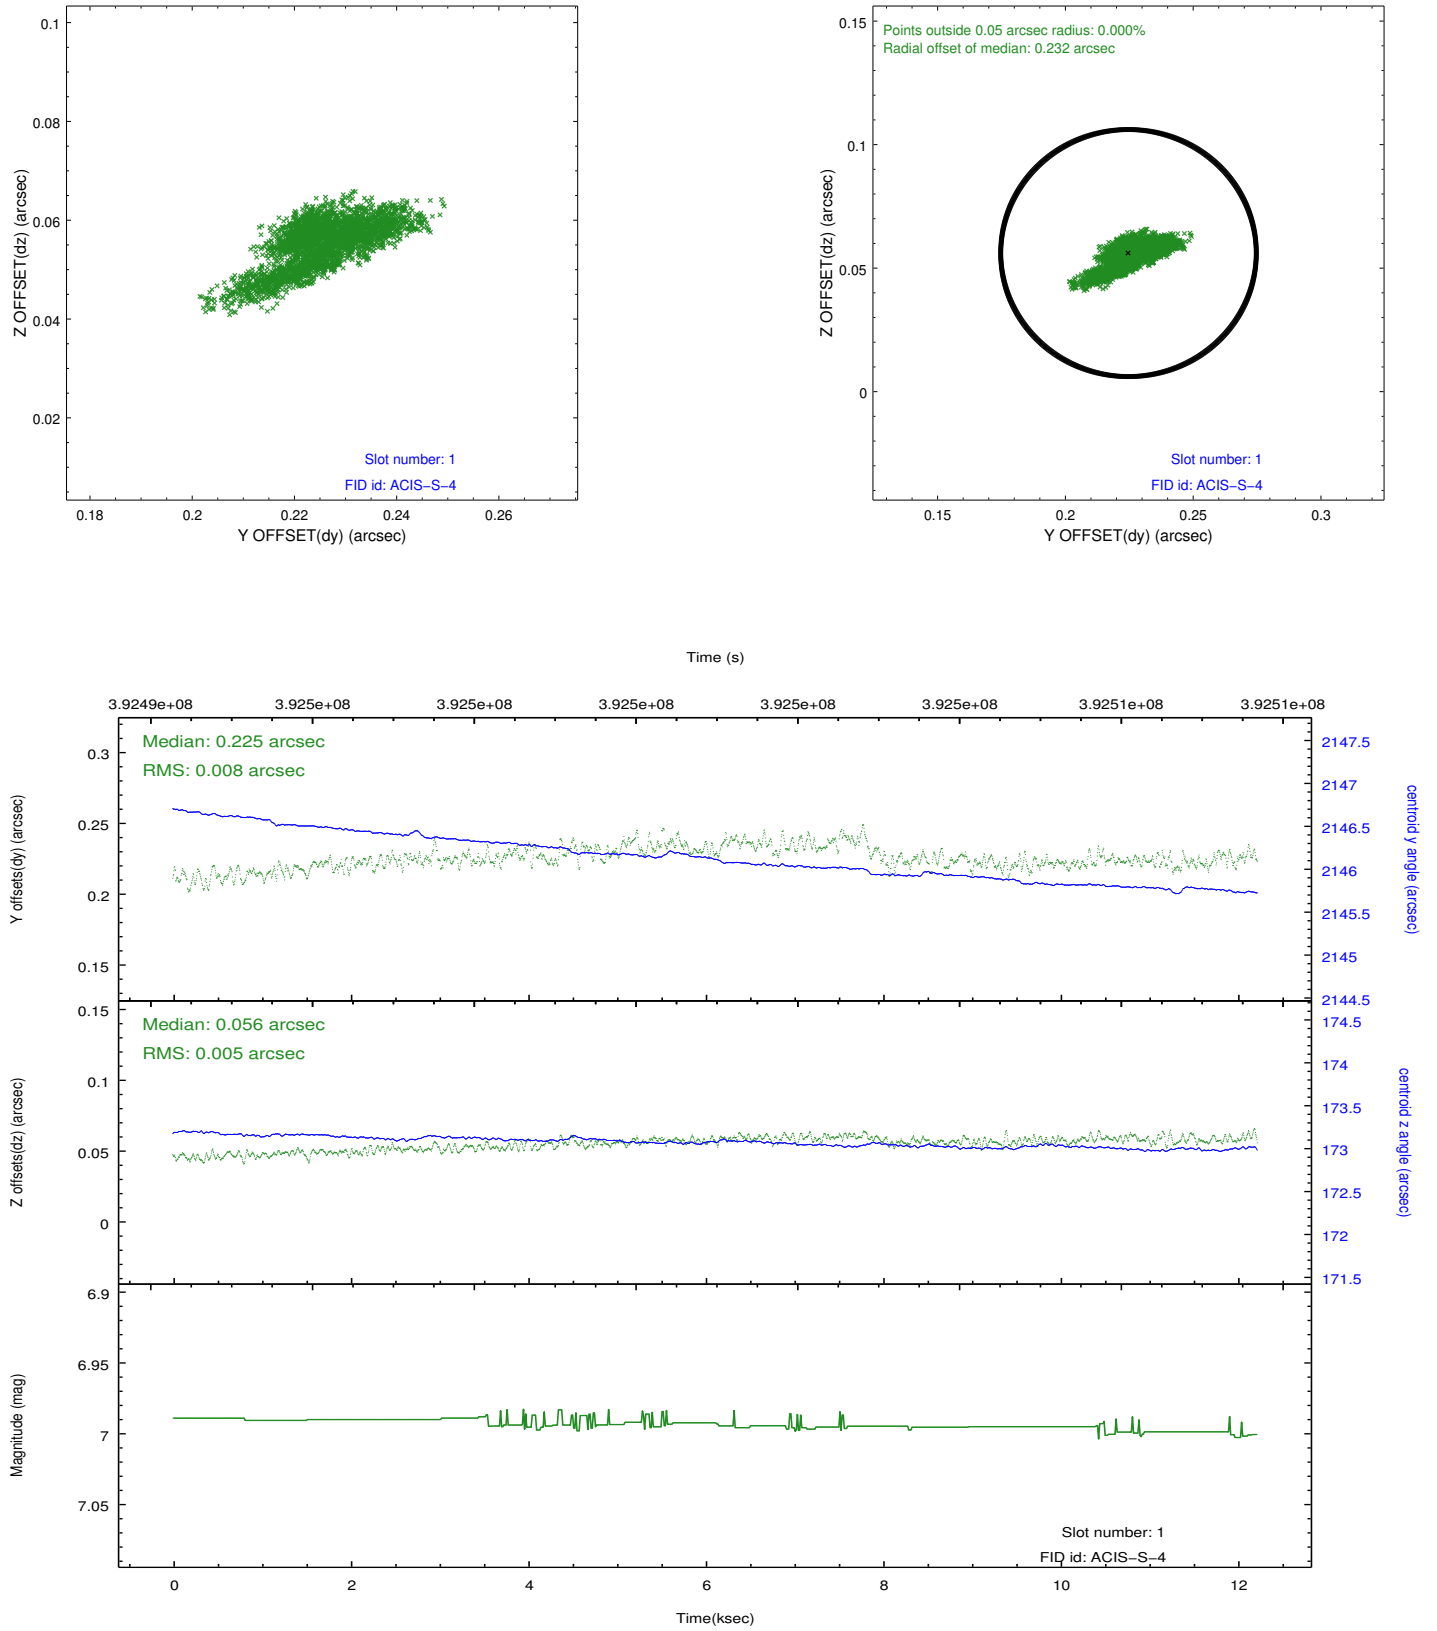 0.1
0.08
0.06
0.04
0.02
Z OFFSET(dz) (arcsec)
Slot number: 1
FID id: ACIS−S−4
0.18 0.2 0.22 0.24 0.26
Y OFFSET(dy) (arcsec)
Points outside 0.05 arcsec radius: 0.000%
Radial offset of median: 0.232 arcsec
0.15
0.1
0.05
0
Z OFFSET(dz) (arcsec)
Slot number: 1
FID id: ACIS−S−4
0.15 0.2 0.25 0.3
Y OFFSET(dy) (arcsec)
Time (s)
3.9249e+08 3.925e+08 3.925e+08 3.925e+08 3.925e+08 3.925e+08 3.9251e+08 3.9251e+08
Median: 0.225 arcsec
RMS: 0.008 arcsec
0.3
0.25
0.2
0.15
Y offsets(dy) (arcsec)
2147.5
2147
2146.5
2146
2145.5
2145
2144.5
centroid y angle (arcsec)
Median: 0.056 arcsec
RMS: 0.005 arcsec
0.15
0.1
0.05
0
Z offsets(dz) (arcsec)
174.5
174
173.5
173
172.5
172
171.5
centroid z angle (arcsec)
6.9
6.95
7
7.05
Magnitude (mag)
Slot number: 1
FID id: ACIS−S−4
0 2 4 6 8 10 12
Time(ksec)